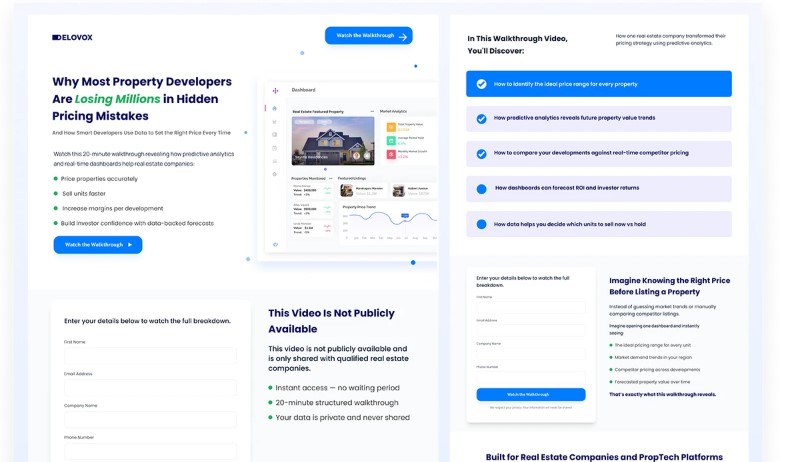 DELOVOX
Watch the Walkthrough
Why Most Property Developers
Are Losing Millions in Hidden
Pricing Mistakes
And How Smart Developers Use Data to Set the Right Price Every Time
Watch this 20-minute walkthrough revealing how predictive analytics
and real-time dashboards help real estate companies:
Price properties accurately
Sell units faster
Increase margins per development
Build investor confidence with data-backed forecasts
Watch the Walkthrough
Dashboard
Real Estate Featured Property
Market Analytics
Properties Monitored
Featured Listings
Property Price Trend
Enter your details below to watch the full breakdown.
First Name
Email Address
Company Name
Phone Number
This Video Is Not Publicly
Available
This video is not publicly available and
is only shared with qualified real estate
companies.
Instant access — no waiting period
20-minute structured walkthrough
Your data is private and never shared
In This Walkthrough Video,
You'll Discover:
How one real estate company transformed their
pricing strategy using predictive analytics.
How to identify the ideal price range for every property
How predictive analytics reveals future property value trends
How to compare your developments against real-time competitor pricing
How dashboards can forecast ROI and investor returns
How data helps you decide which units to sell now vs hold
Enter your details below to watch the full
breakdown.
First Name
Email Address
Company Name
Phone Number
Watch the Walkthrough
Imagine Knowing the Right Price
Before Listing a Property
Instead of guessing market trends or manually
comparing competitor listings.
Imagine opening one dashboard and instantly
seeing:
The ideal pricing range for every unit
Market demand trends in your region
Competitor pricing across developments
Forecasted property value over time
That's exactly what this walkthrough reveals.
Built for Real Estate Companies and PropTech Platforms